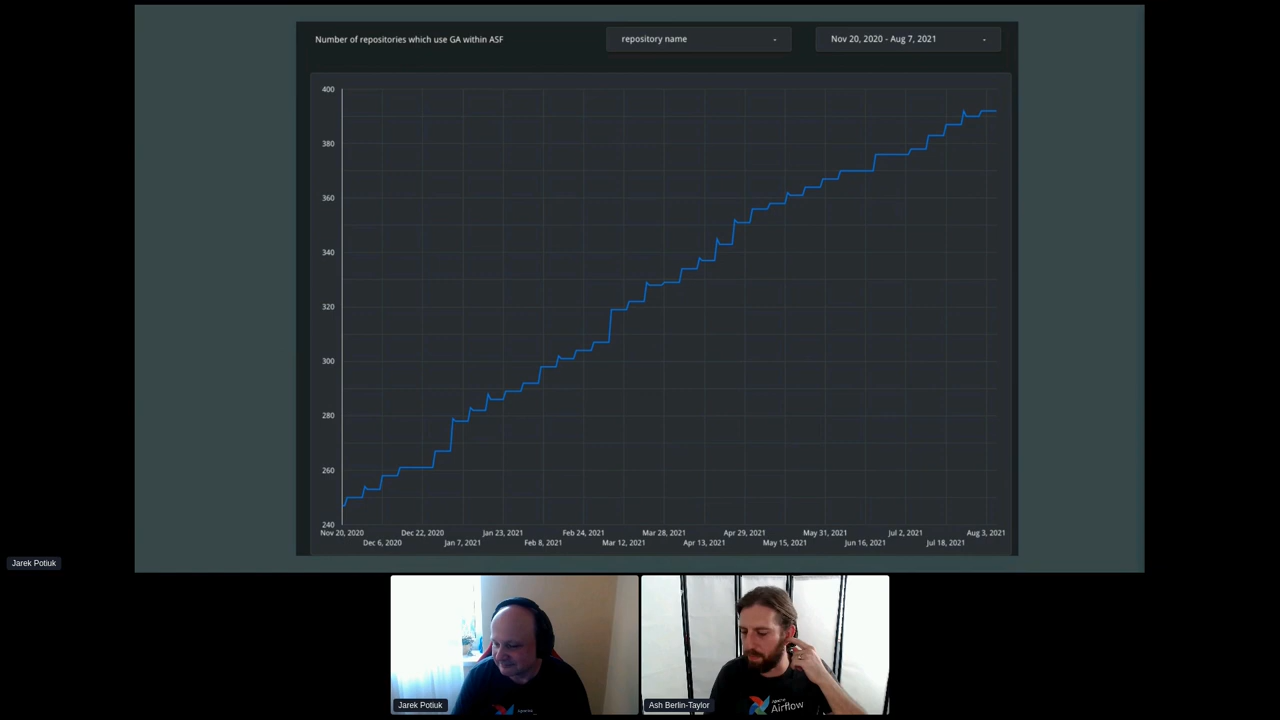 Number of repositories which use GA within ASF
repository name
Nov 20, 2020 - Aug 7, 2021
400
380
360
340
320
300
280
260
240
Nov 20, 2020
Dec 6, 2020
Dec 22, 2020
Jan 7, 2021
Jan 23, 2021
Feb 8, 2021
Feb 24, 2021
Mar 12, 2021
Mar 28, 2021
Apr 13, 2021
Apr 29, 2021
May 15, 2021
May 31, 2021
Jun 16, 2021
Jul 2, 2021
Jul 18, 2021
Aug 3, 2021
Jarek Potiuk
Jarek Potiuk
Ash Berlin-Taylor
Airflow